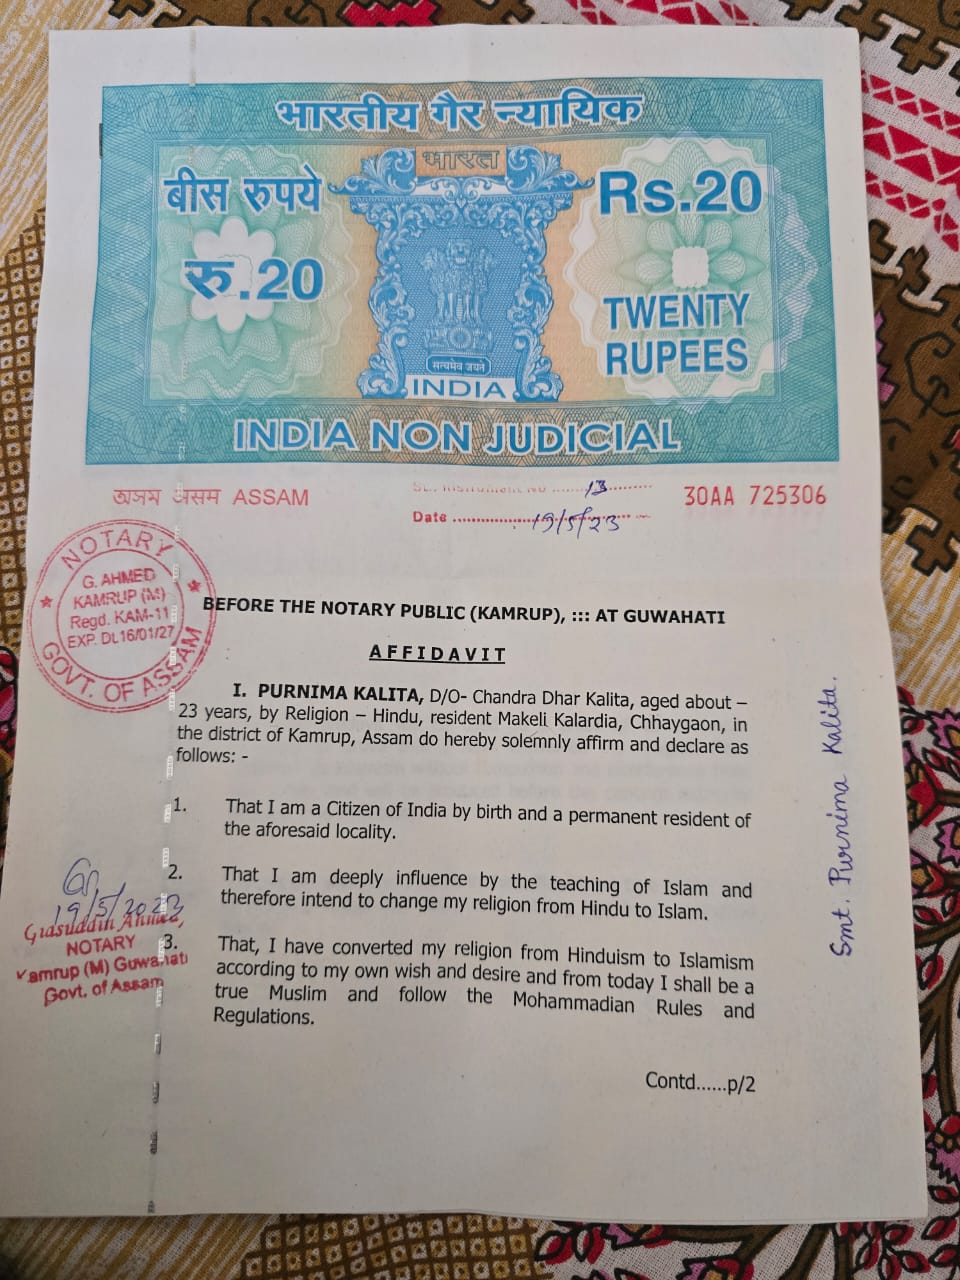 भारतीय गैर न्यायिक
भारत
बीस रुपये
Rs.20
रु.20
TWENTY
RUPEES
सत्यमेव जयते
INDIA
INDIA NON JUDICIAL
অসম असम ASSAM
SL. Instrument No ........13...........
Date ............19/5/23
30AA 725306
NOTARY
G. AHMED
KAMRUP (M)
Regd. KAM-11
EXP. Dt.16/01/27
GOVT. OF ASSAM
BEFORE THE NOTARY PUBLIC (KAMRUP), ::: AT GUWAHATI
AFFIDAVIT
I. PURNIMA KALITA, D/O- Chandra Dhar Kalita, aged about –
23 years, by Religion – Hindu, resident Makeli Kalardia, Chhaygaon, in
the district of Kamrup, Assam do hereby solemnly affirm and declare as
follows: -
1. That I am a Citizen of India by birth and a permanent resident of
the aforesaid locality.
2. That I am deeply influence by the teaching of Islam and
therefore intend to change my religion from Hindu to Islam.
3. That, I have converted my religion from Hinduism to Islamism
according to my own wish and desire and from today I shall be a
true Muslim and follow the Mohammadian Rules and
Regulations.
Contd......p/2
19/5/2023
Giasuddin Ahmed,
NOTARY
Kamrup (M) Guwahati
Govt. of Assam
Smt. Purnima Kalita.